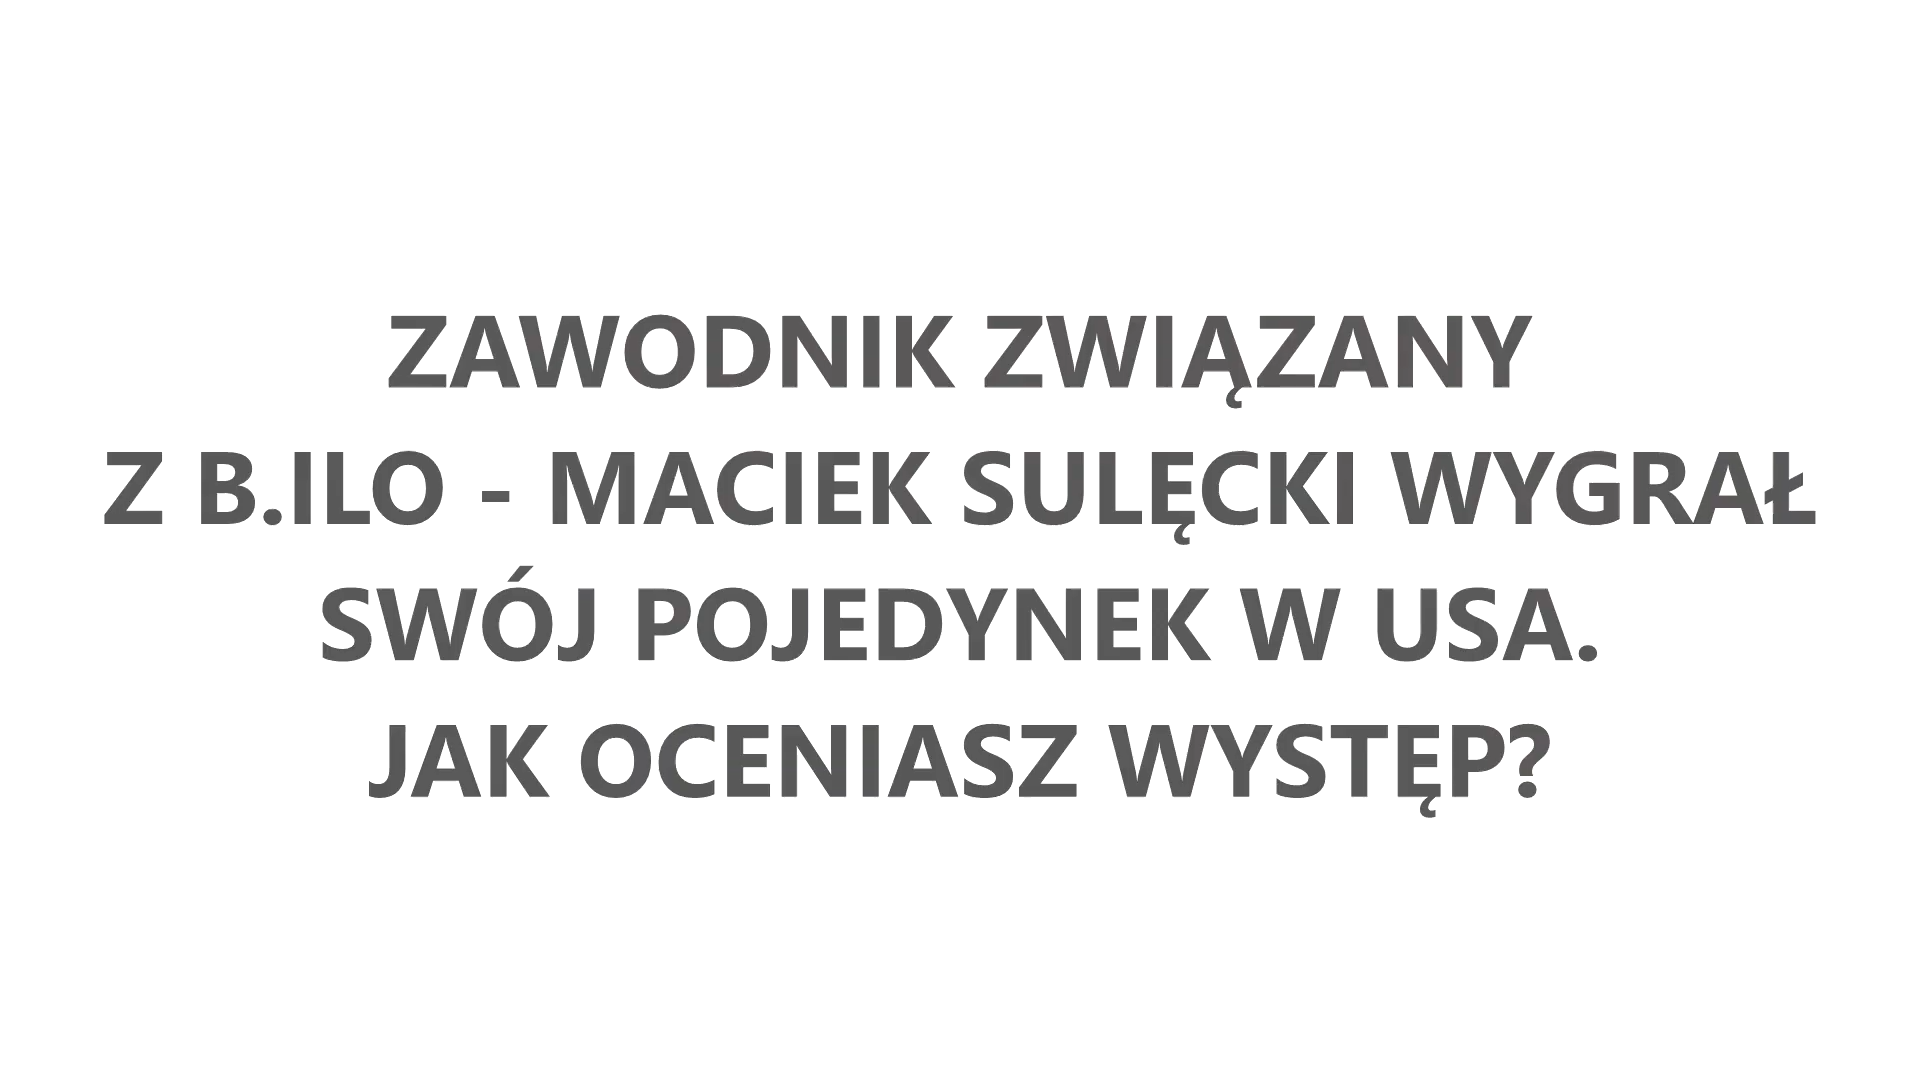 ZAWODNIK ZWIĄZANY
Z B.ILO - MACIEK SULĘCKI WYGRAŁ
SWÓJ POJEDYNEK W USA.
JAK OCENIASZ WYSTĘP?